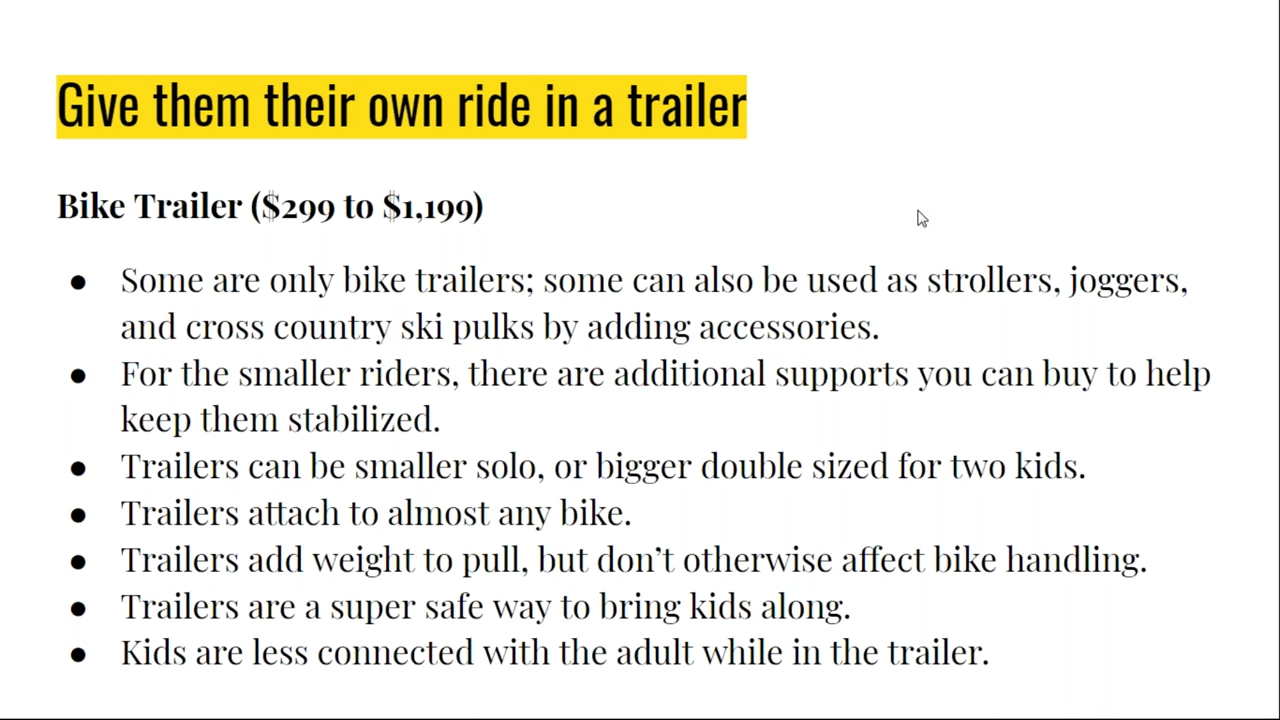 Give them their own ride in a trailer
Bike Trailer ($299 to $1,199)
● Some are only bike trailers; some can also be used as strollers, joggers,
and cross country ski pulks by adding accessories.
● For the smaller riders, there are additional supports you can buy to help
keep them stabilized.
● Trailers can be smaller solo, or bigger double sized for two kids.
● Trailers attach to almost any bike.
● Trailers add weight to pull, but don’t otherwise affect bike handling.
● Trailers are a super safe way to bring kids along.
● Kids are less connected with the adult while in the trailer.